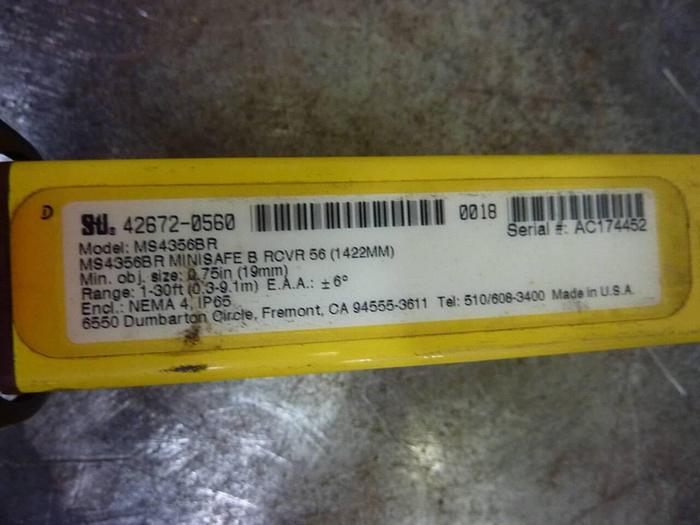 D
STI® 42672-0560 0018
Serial #: AC174452
Model: MS4356BR
MS4356BR MINISAFE B RCVR 56 (1422MM)
Min. obj. size: 0.75in (19mm)
Range: 1-30ft (0.3-9.1m) E.A.A.: ± 6°
Encl.: NEMA 4, IP65
6550 Dumbarton Circle, Fremont, CA 94555-3611 Tel: 510/608-3400 Made in U.S.A.